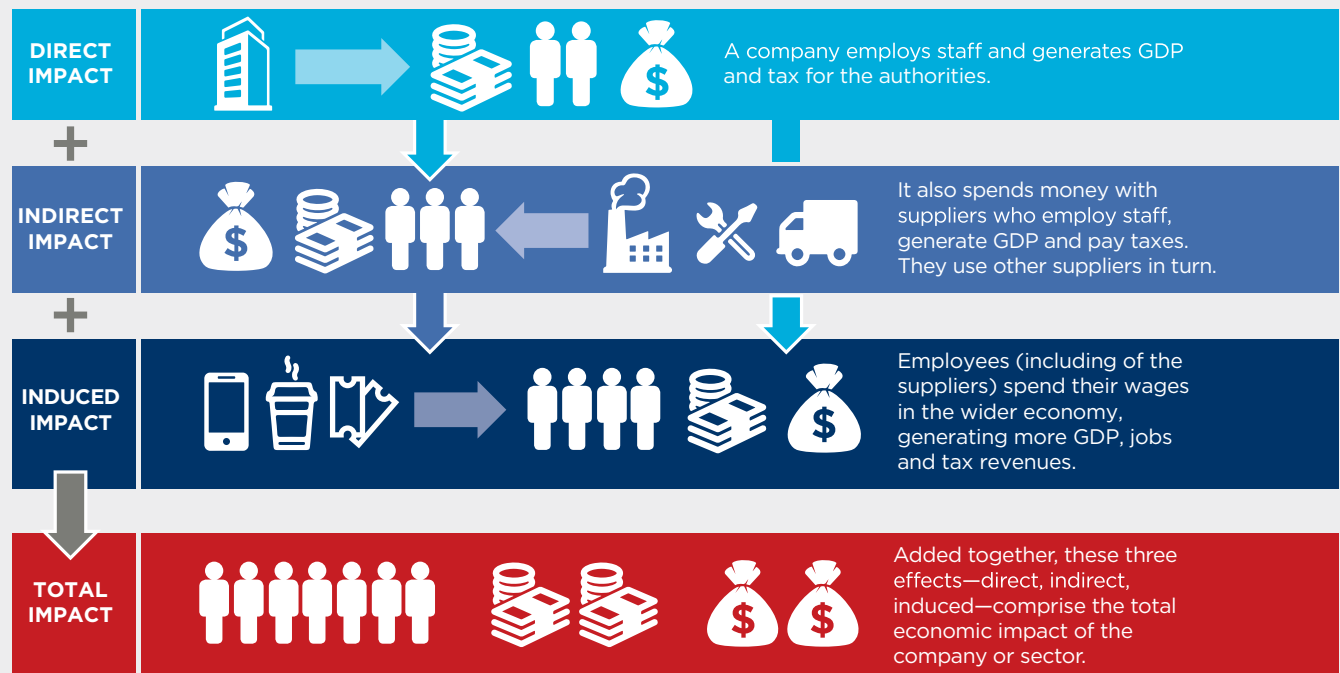 DIRECT
IMPACT
$
A company employs staff and generates GDP
and tax for the authorities.
+
INDIRECT
IMPACT
$
It also spends money with
suppliers who employ staff,
generate GDP and pay taxes.
They use other suppliers in turn.
+
INDUCED
IMPACT
$
Employees (including of the
suppliers) spend their wages
in the wider economy,
generating more GDP, jobs
and tax revenues.
TOTAL
IMPACT
$ $
Added together, these three
effects—direct, indirect,
induced—comprise the total
economic impact of the
company or sector.